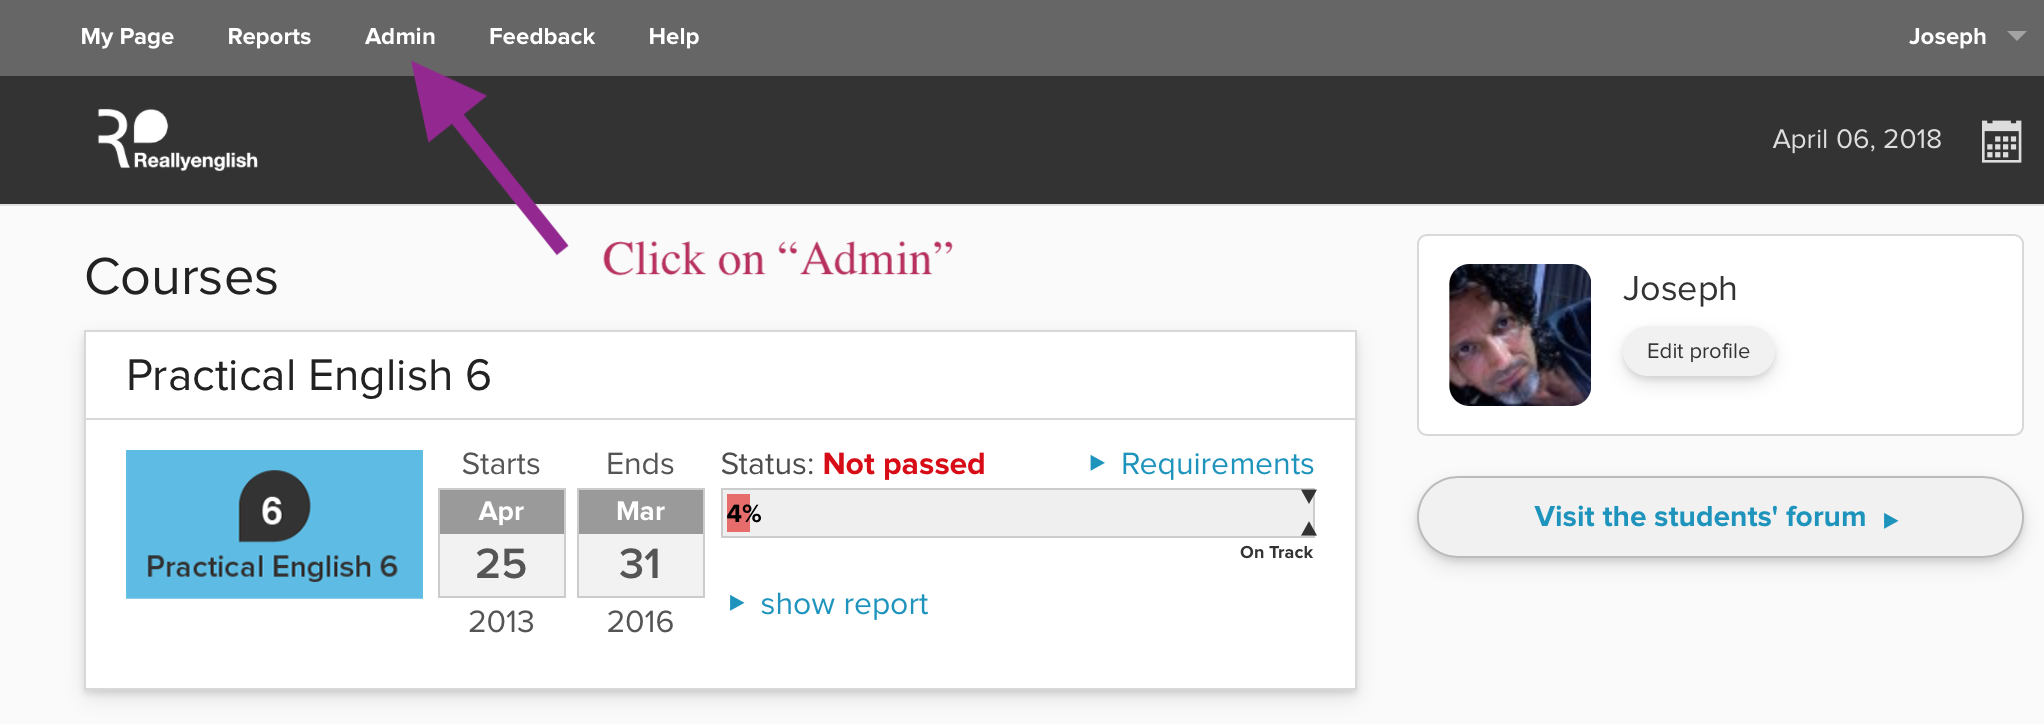 My Page Reports Admin Feedback Help Joseph
Reallyenglish
April 06, 2018
Click on “Admin”
Courses
Joseph
Edit profile
Practical English 6
Starts Ends Status: Not passed Requirements
6
Practical English 6
Apr
25
2013
Mar
31
2016
4%
On Track
show report
Visit the students' forum